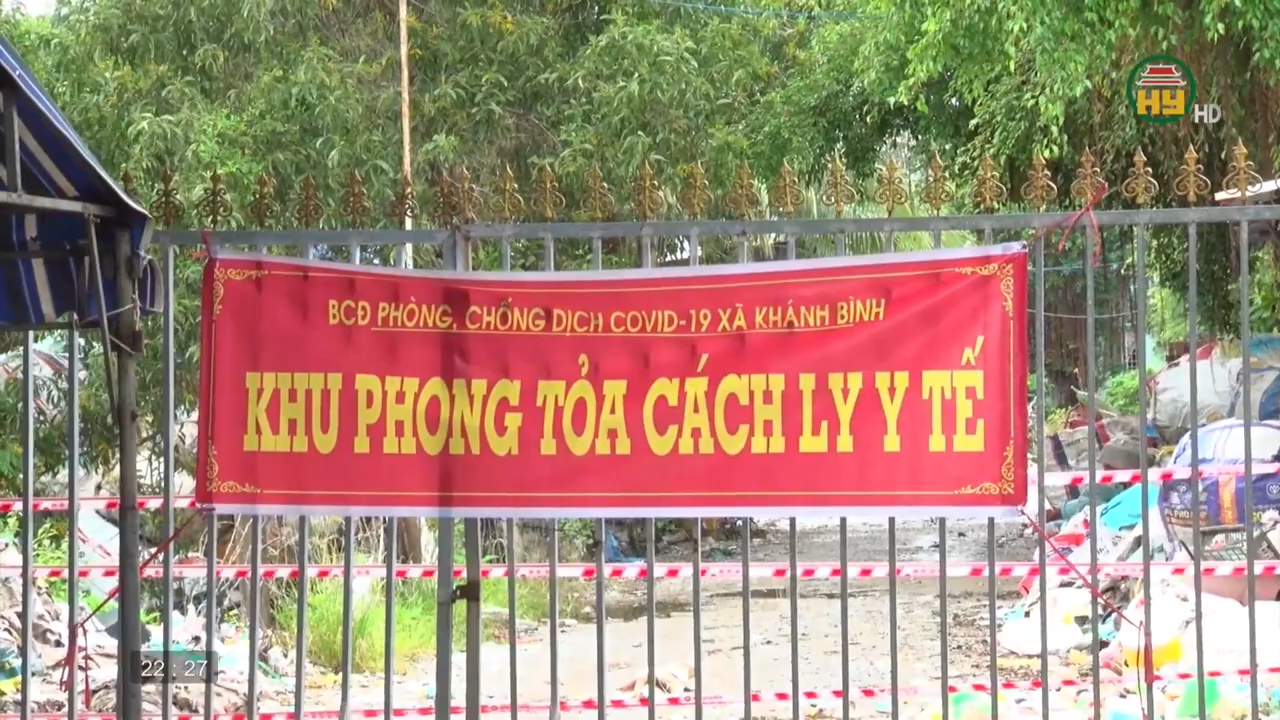 HY HD
BCĐ PHÒNG, CHỐNG DỊCH COVID-19 XÃ KHÁNH BÌNH
KHU PHONG TỎA CÁCH LY Y TẾ
22 : 27